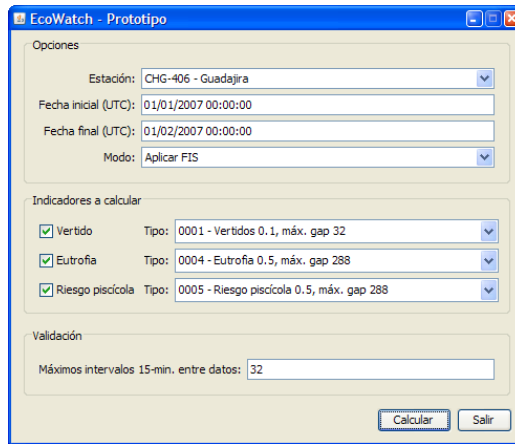 EcoWatch - Prototipo
Opciones
Estación: CHG-406 - Guadajira
Fecha inicial (UTC): 01/01/2007 00:00:00
Fecha final (UTC): 01/02/2007 00:00:00
Modo: Aplicar FIS
Indicadores a calcular
Vertido Tipo: 0001 - Vertidos 0.1, máx. gap 32
Eutrofia Tipo: 0004 - Eutrofia 0.5, máx. gap 288
Riesgo piscícola Tipo: 0005 - Riesgo piscícola 0.5, máx. gap 288
Validación
Máximos intervalos 15-min. entre datos: 32
Calcular Salir